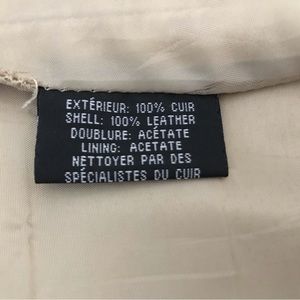 EXTÉRIEUR: 100% CUIR
SHELL: 100% LEATHER
DOUBLURE: ACÉTATE
LINING: ACETATE
NETTOYER PAR DES
SPÉCIALISTES DU CUIR